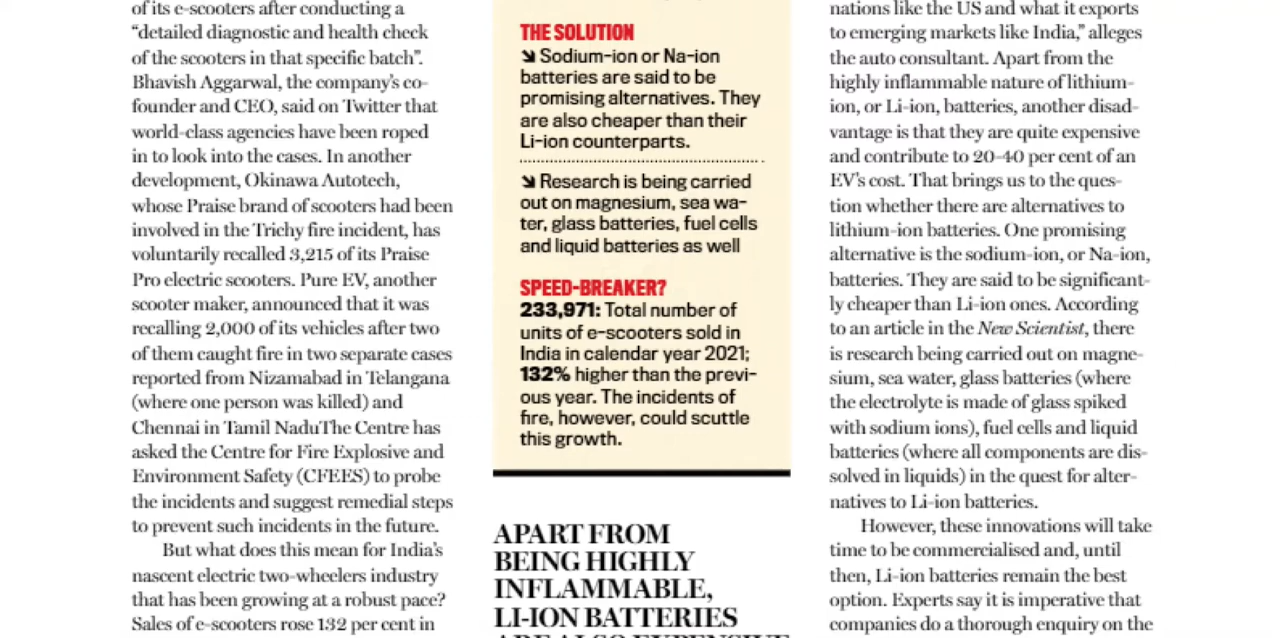 of its e-scooters after conducting a
“detailed diagnostic and health check
of the scooters in that specific batch”.
Bhavish Aggarwal, the company’s co-
founder and CEO, said on Twitter that
world-class agencies have been roped
in to look into the cases. In another
development, Okinawa Autotech,
whose Praise brand of scooters had been
involved in the Trichy fire incident, has
voluntarily recalled 3,215 of its Praise
Pro electric scooters. Pure EV, another
scooter maker, announced that it was
recalling 2,000 of its vehicles after two
of them caught fire in two separate cases
reported from Nizamabad in Telangana
(where one person was killed) and
Chennai in Tamil NaduThe Centre has
asked the Centre for Fire Explosive and
Environment Safety (CFEES) to probe
the incidents and suggest remedial steps
to prevent such incidents in the future.
But what does this mean for India’s
nascent electric two-wheelers industry
that has been growing at a robust pace?
Sales of e-scooters rose 132 per cent in
THE SOLUTION
↘ Sodium-ion or Na-ion
batteries are said to be
promising alternatives. They
are also cheaper than their
Li-ion counterparts.
↘ Research is being carried
out on magnesium, sea wa-
ter, glass batteries, fuel cells
and liquid batteries as well
SPEED-BREAKER?
233,971: Total number of
units of e-scooters sold in
India in calendar year 2021;
132% higher than the previ-
ous year. The incidents of
fire, however, could scuttle
this growth.
APART FROM
BEING HIGHLY
INFLAMMABLE,
LI-ION BATTERIES
ARE ALSO EXPENSIVE
nations like the US and what it exports
to emerging markets like India,” alleges
the auto consultant. Apart from the
highly inflammable nature of lithium-
ion, or Li-ion, batteries, another disad-
vantage is that they are quite expensive
and contribute to 20-40 per cent of an
EV’s cost. That brings us to the ques-
tion whether there are alternatives to
lithium-ion batteries. One promising
alternative is the sodium-ion, or Na-ion,
batteries. They are said to be significant-
ly cheaper than Li-ion ones. According
to an article in the New Scientist, there
is research being carried out on magne-
sium, sea water, glass batteries (where
the electrolyte is made of glass spiked
with sodium ions), fuel cells and liquid
batteries (where all components are dis-
solved in liquids) in the quest for alter-
natives to Li-ion batteries.
However, these innovations will take
time to be commercialised and, until
then, Li-ion batteries remain the best
option. Experts say it is imperative that
companies do a thorough enquiry on the